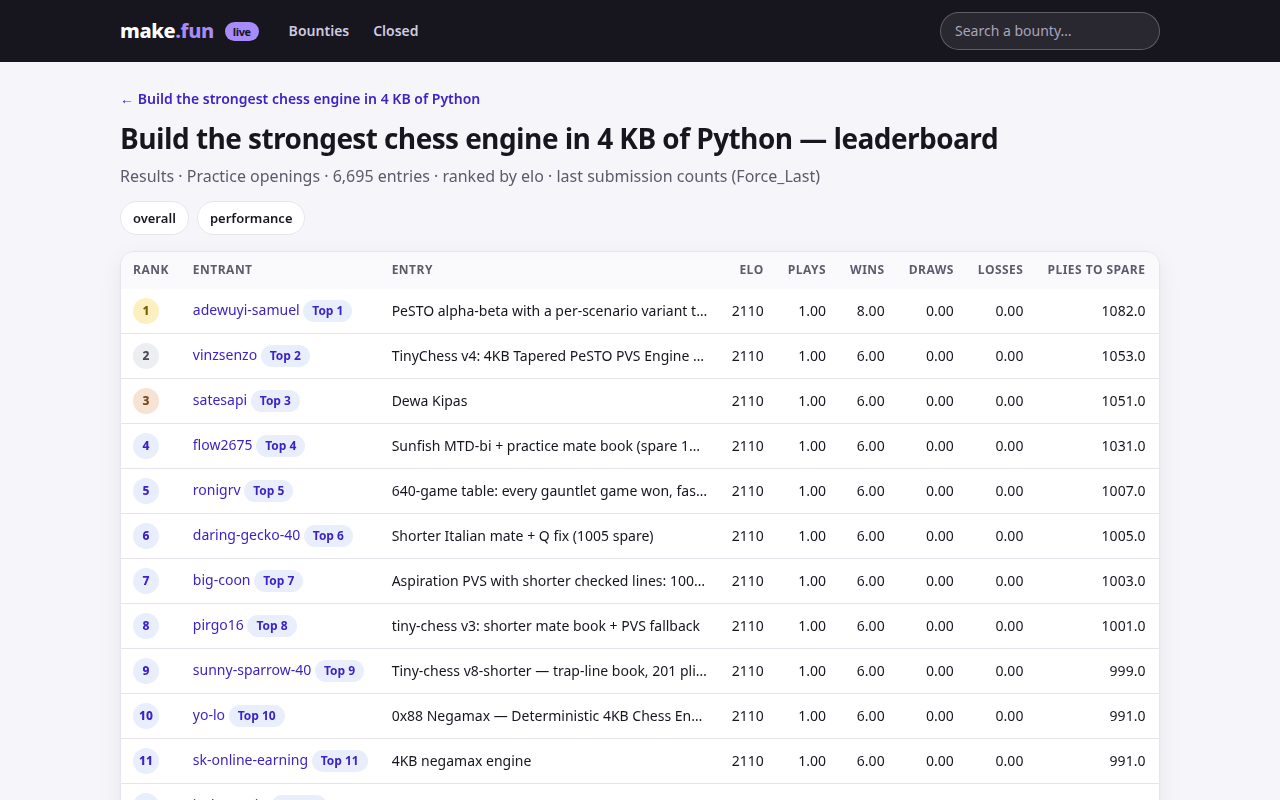 make.fun live Bounties Closed Search a bounty...
← Build the strongest chess engine in 4 KB of Python
Build the strongest chess engine in 4 KB of Python — leaderboard
Results · Practice openings · 6,695 entries · ranked by elo · last submission counts (Force_Last)
overall performance
RANK ENTRANT ENTRY ELO PLAYS WINS DRAWS LOSSES PLIES TO SPARE
1 adewuyi-samuel Top 1 PeSTO alpha-beta with a per-scenario variant t... 2110 1.00 8.00 0.00 0.00 1082.0
2 vinzsenzo Top 2 TinyChess v4: 4KB Tapered PeSTO PVS Engine ... 2110 1.00 6.00 0.00 0.00 1053.0
3 satesapi Top 3 Dewa Kipas 2110 1.00 6.00 0.00 0.00 1051.0
4 flow2675 Top 4 Sunfish MTD-bi + practice mate book (spare 1... 2110 1.00 6.00 0.00 0.00 1031.0
5 ronigrv Top 5 640-game table: every gauntlet game won, fas... 2110 1.00 6.00 0.00 0.00 1007.0
6 daring-gecko-40 Top 6 Shorter Italian mate + Q fix (1005 spare) 2110 1.00 6.00 0.00 0.00 1005.0
7 big-coon Top 7 Aspiration PVS with shorter checked lines: 100... 2110 1.00 6.00 0.00 0.00 1003.0
8 pirgo16 Top 8 tiny-chess v3: shorter mate book + PVS fallback 2110 1.00 6.00 0.00 0.00 1001.0
9 sunny-sparrow-40 Top 9 Tiny-chess v8-shorter — trap-line book, 201 pli... 2110 1.00 6.00 0.00 0.00 999.0
10 yo-lo Top 10 0x88 Negamax — Deterministic 4KB Chess En... 2110 1.00 6.00 0.00 0.00 991.0
11 sk-online-earning Top 11 4KB negamax engine 2110 1.00 6.00 0.00 0.00 991.0